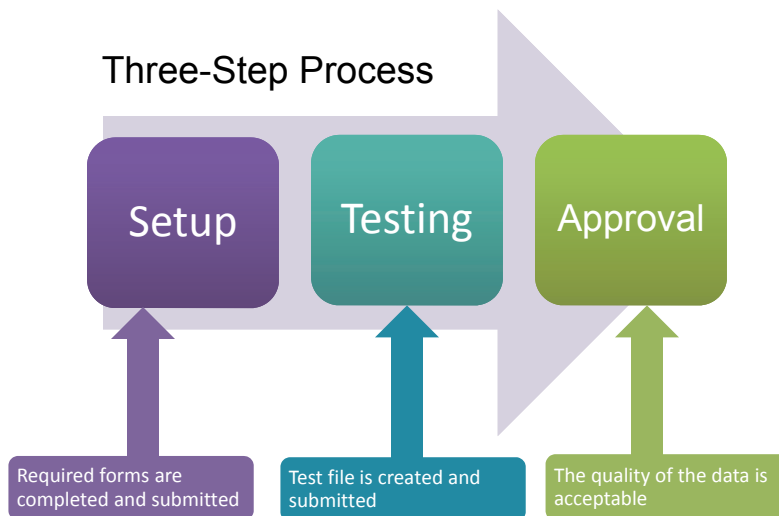 Three-Step Process
Setup
Testing
Approval
Required forms are
completed and submitted
Test file is created and
submitted
The quality of the data is
acceptable